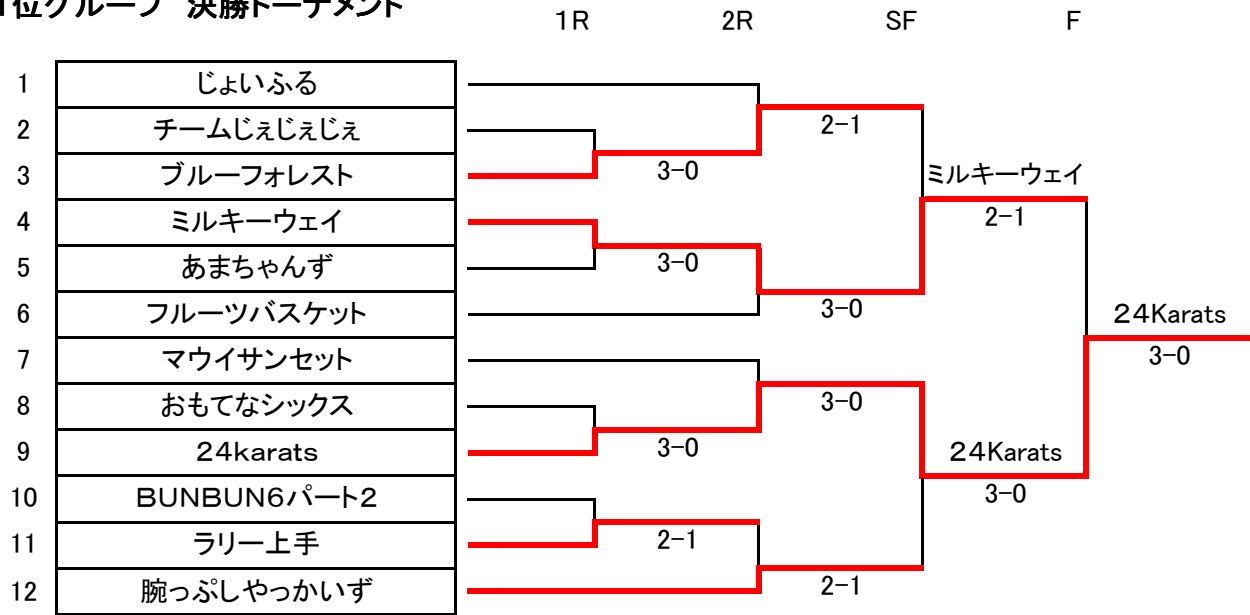 1位グループ 決勝トーナメント
1R 2R SF F
1 じょいふる
2 チームじぇじぇじぇ
3 ブルーフォレスト
4 ミルキーウェイ
5 あまちゃんず
6 フルーツバスケット
7 マウイサンセット
8 おもてなシックス
9 24karats
10 BUNBUN6パート2
11 ラリー上手
12 腕っぷしやっかいず
2-1
3-0
ミルキーウェイ
2-1
3-0
3-0
24Karats
3-0
3-0
3-0
24Karats
3-0
2-1
2-1